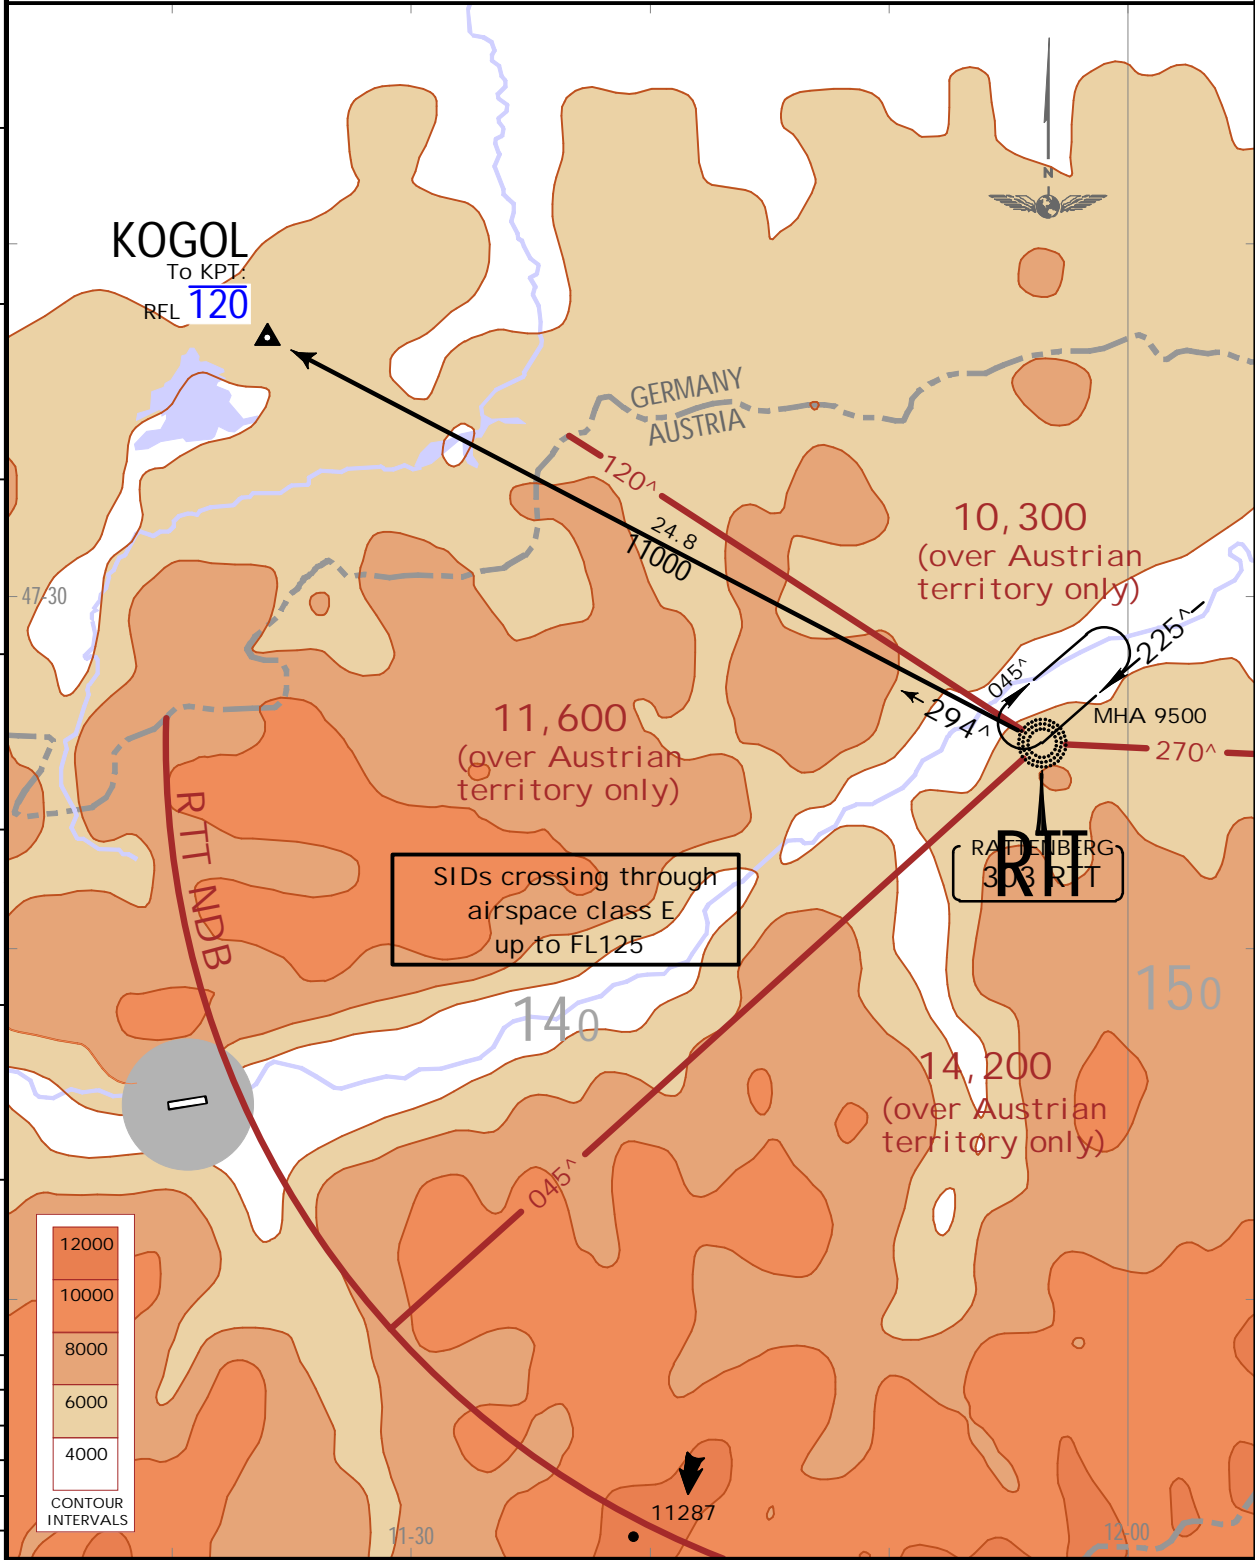 N
KOGOL
To KPT:
RFL 120
GERMANY
AUSTRIA
120^
24.8
11000
10,300
(over Austrian
territory only)
47-30
225^
045^
294^
MHA 9500
270^
11,600
(over Austrian
territory only)
RTT NDB
RATTENBERG
303 RTT
RTT
SIDs crossing through
airspace class E
up to FL125
140
150
14,200
(over Austrian
territory only)
045^
12000
10000
8000
6000
4000
CONTOUR
INTERVALS
11287
11-30
12-00